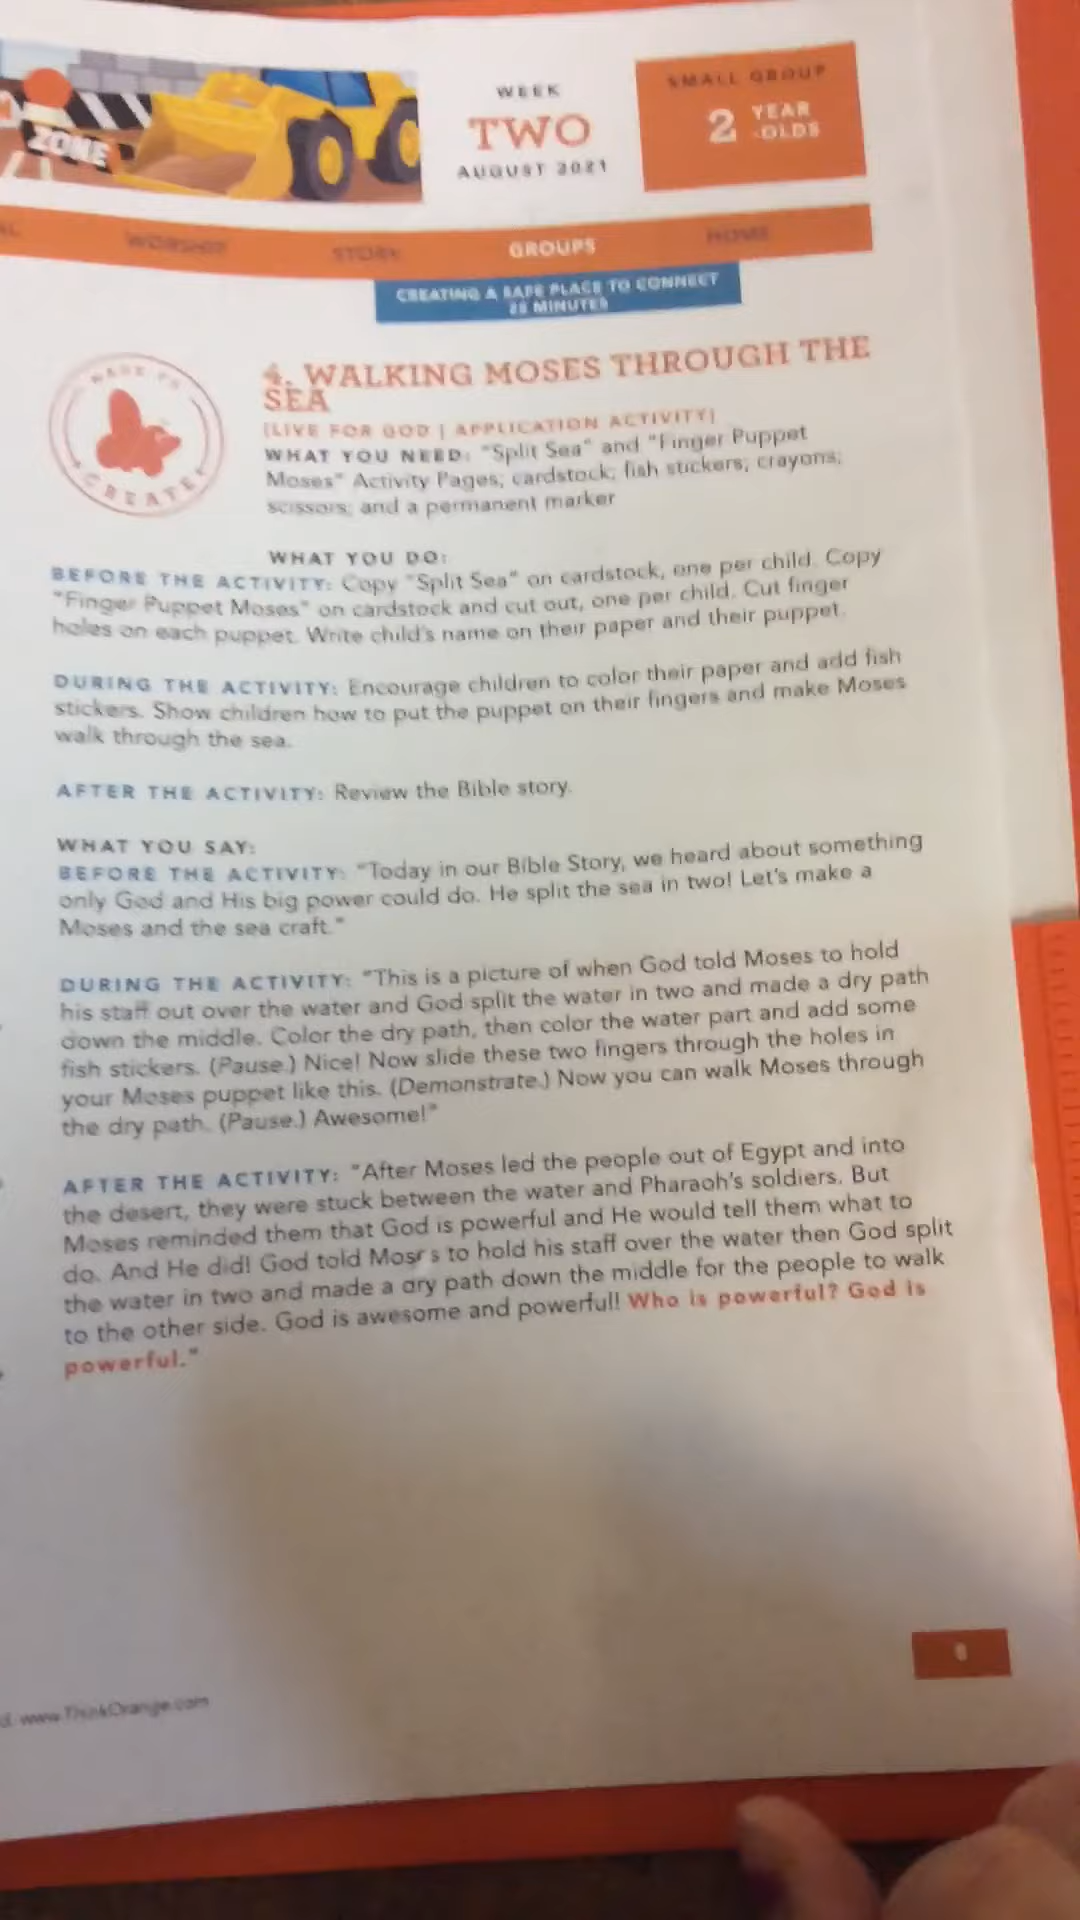 ZONE
WEEK
TWO
AUGUST 2021
SMALL GROUP
2 YEAR
-OLDS
WORSHIP STORY GROUPS HOME
CREATING A SAFE PLACE TO CONNECT
MINUTES
MADE TO
CREATE
4. WALKING MOSES THROUGH THE
SEA
[LIVE FOR GOD | APPLICATION ACTIVITY]
WHAT YOU NEED: "Split Sea" and "Finger Puppet
Moses" Activity Pages; cardstock; fish stickers; crayons;
scissors; and a permanent marker
WHAT YOU DO:
BEFORE THE ACTIVITY: Copy "Split Sea" on cardstock, one per child. Copy
"Finger Puppet Moses" on cardstock and cut out, one per child. Cut finger
holes on each puppet. Write child's name on their paper and their puppet.
DURING THE ACTIVITY: Encourage children to color their paper and add fish
stickers. Show children how to put the puppet on their fingers and make Moses
walk through the sea.
AFTER THE ACTIVITY: Review the Bible story.
WHAT YOU SAY:
BEFORE THE ACTIVITY: "Today in our Bible Story, we heard about something
only God and His big power could do. He split the sea in two! Let's make a
Moses and the sea craft."
DURING THE ACTIVITY: "This is a picture of when God told Moses to hold
his staff out over the water and God split the water in two and made a dry path
down the middle. Color the dry path, then color the water part and add some
fish stickers. (Pause.) Nice! Now slide these two fingers through the holes in
your Moses puppet like this. (Demonstrate.) Now you can walk Moses through
the dry path. (Pause.) Awesome!"
AFTER THE ACTIVITY: "After Moses led the people out of Egypt and into
the desert, they were stuck between the water and Pharaoh's soldiers. But
Moses reminded them that God is powerful and He would tell them what to
do. And He did! God told Moses to hold his staff over the water then God split
the water in two and made a dry path down the middle for the people to walk
to the other side. God is awesome and powerful! Who is powerful? God is
powerful."
www.ThinkOrange.com